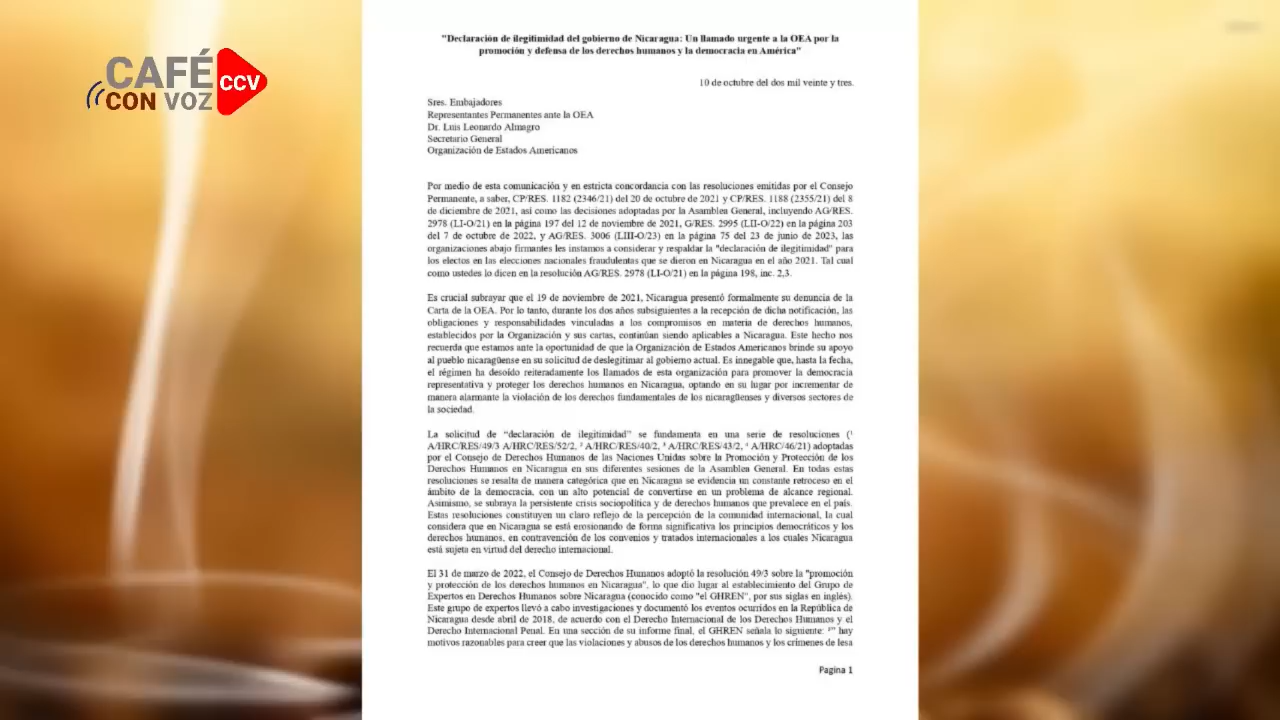 CAFÉ
CON VOZ
CCV
"Declaración de ilegitimidad del gobierno de Nicaragua: Un llamado urgente a la OEA por la
promoción y defensa de los derechos humanos y la democracia en América"
10 de octubre del dos mil veinte y tres.
Sres. Embajadores
Representantes Permanentes ante la OEA
Dr. Luis Leonardo Almagro
Secretario General
Organización de Estados Americanos
Por medio de esta comunicación y en estricta concordancia con las resoluciones emitidas por el Consejo
Permanente, a saber, CP/RES. 1182 (2346/21) del 20 de octubre de 2021 y CP/RES. 1188 (2355/21) del 8
de diciembre de 2021, así como las decisiones adoptadas por la Asamblea General, incluyendo AG/RES.
2978 (LI-O/21) en la página 197 del 12 de noviembre de 2021, G/RES. 2995 (LII-O/22) en la página 203
del 7 de octubre de 2022, y AG/RES. 3006 (LIII-O/23) en la página 75 del 23 de junio de 2023, las
organizaciones abajo firmantes les instamos a considerar y respaldar la "declaración de ilegitimidad" para
los electos en las elecciones nacionales fraudulentas que se dieron en Nicaragua en el año 2021. Tal cual
como ustedes lo dicen en la resolución AG/RES. 2978 (LI-O/21) en la página 198, inc. 2,3.
Es crucial subrayar que el 19 de noviembre de 2021, Nicaragua presentó formalmente su denuncia de la
Carta de la OEA. Por lo tanto, durante los dos años subsiguientes a la recepción de dicha notificación, las
obligaciones y responsabilidades vinculadas a los compromisos en materia de derechos humanos,
establecidos por la Organización y sus cartas, continúan siendo aplicables a Nicaragua. Este hecho nos
recuerda que estamos ante la oportunidad de que la Organización de Estados Americanos brinde su apoyo
al pueblo nicaragüense en su solicitud de deslegitimar al gobierno actual. Es innegable que, hasta la fecha,
el régimen ha desoído reiteradamente los llamados de esta organización para promover la democracia
representativa y proteger los derechos humanos en Nicaragua, optando en su lugar por incrementar de
manera alarmante la violación de los derechos fundamentales de los nicaragüenses y diversos sectores de
la sociedad.
La solicitud de "declaración de ilegitimidad" se fundamenta en una serie de resoluciones (¹
A/HRC/RES/49/3 A/HRC/RES/52/2, ² A/HRC/RES/40/2, ³ A/HRC/RES/43/2, ⁴ A/HRC/46/21) adoptadas
por el Consejo de Derechos Humanos de las Naciones Unidas sobre la Promoción y Protección de los
Derechos Humanos en Nicaragua en sus diferentes sesiones de la Asamblea General. En todas estas
resoluciones se resalta de manera categórica que en Nicaragua se evidencia un constante retroceso en el
ámbito de la democracia, con un alto potencial de convertirse en un problema de alcance regional.
Asimismo, se subraya la persistente crisis sociopolítica y de derechos humanos que prevalece en el país.
Estas resoluciones constituyen un claro reflejo de la percepción de la comunidad internacional, la cual
considera que en Nicaragua se está erosionando de forma significativa los principios democráticos y los
derechos humanos, en contravención de los convenios y tratados internacionales a los cuales Nicaragua
está sujeta en virtud del derecho internacional.
El 31 de marzo de 2022, el Consejo de Derechos Humanos adoptó la resolución 49/3 sobre la "promoción
y protección de los derechos humanos en Nicaragua", lo que dio lugar al establecimiento del Grupo de
Expertos en Derechos Humanos sobre Nicaragua (conocido como "el GHREN", por sus siglas en inglés).
Este grupo de expertos llevó a cabo investigaciones y documentó los eventos ocurridos en la República de
Nicaragua desde abril de 2018, de acuerdo con el Derecho Internacional de los Derechos Humanos y el
Derecho Internacional Penal. En una sección de su informe final, el GHREN señala lo siguiente: " hay
motivos razonables para creer que las violaciones y abusos de los derechos humanos y los crímenes de lesa
Pagina 1